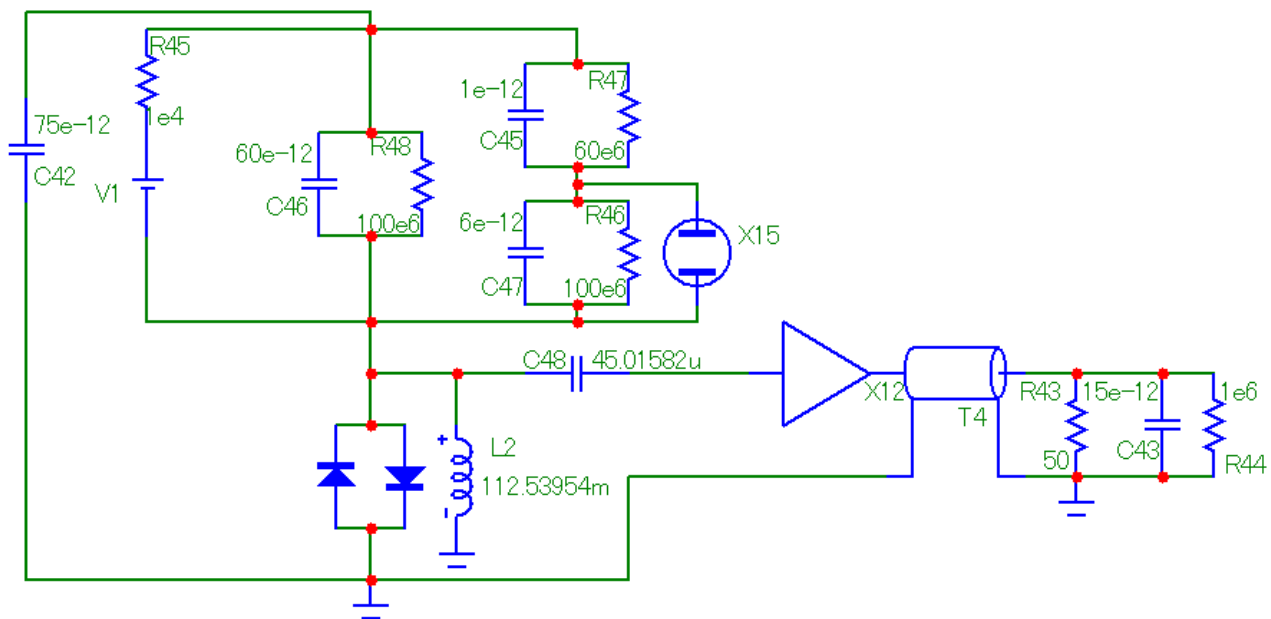 R45
1e4
75e-12
C42
V1
60e-12
R48
C46
100e6
1e-12
R47
C45
60e6
6e-12
R46
C47
100e6
X15
C48
45.01582u
X12
T4
L2
112.53954m
R43
50
15e-12
C43
1e6
R44
+
-